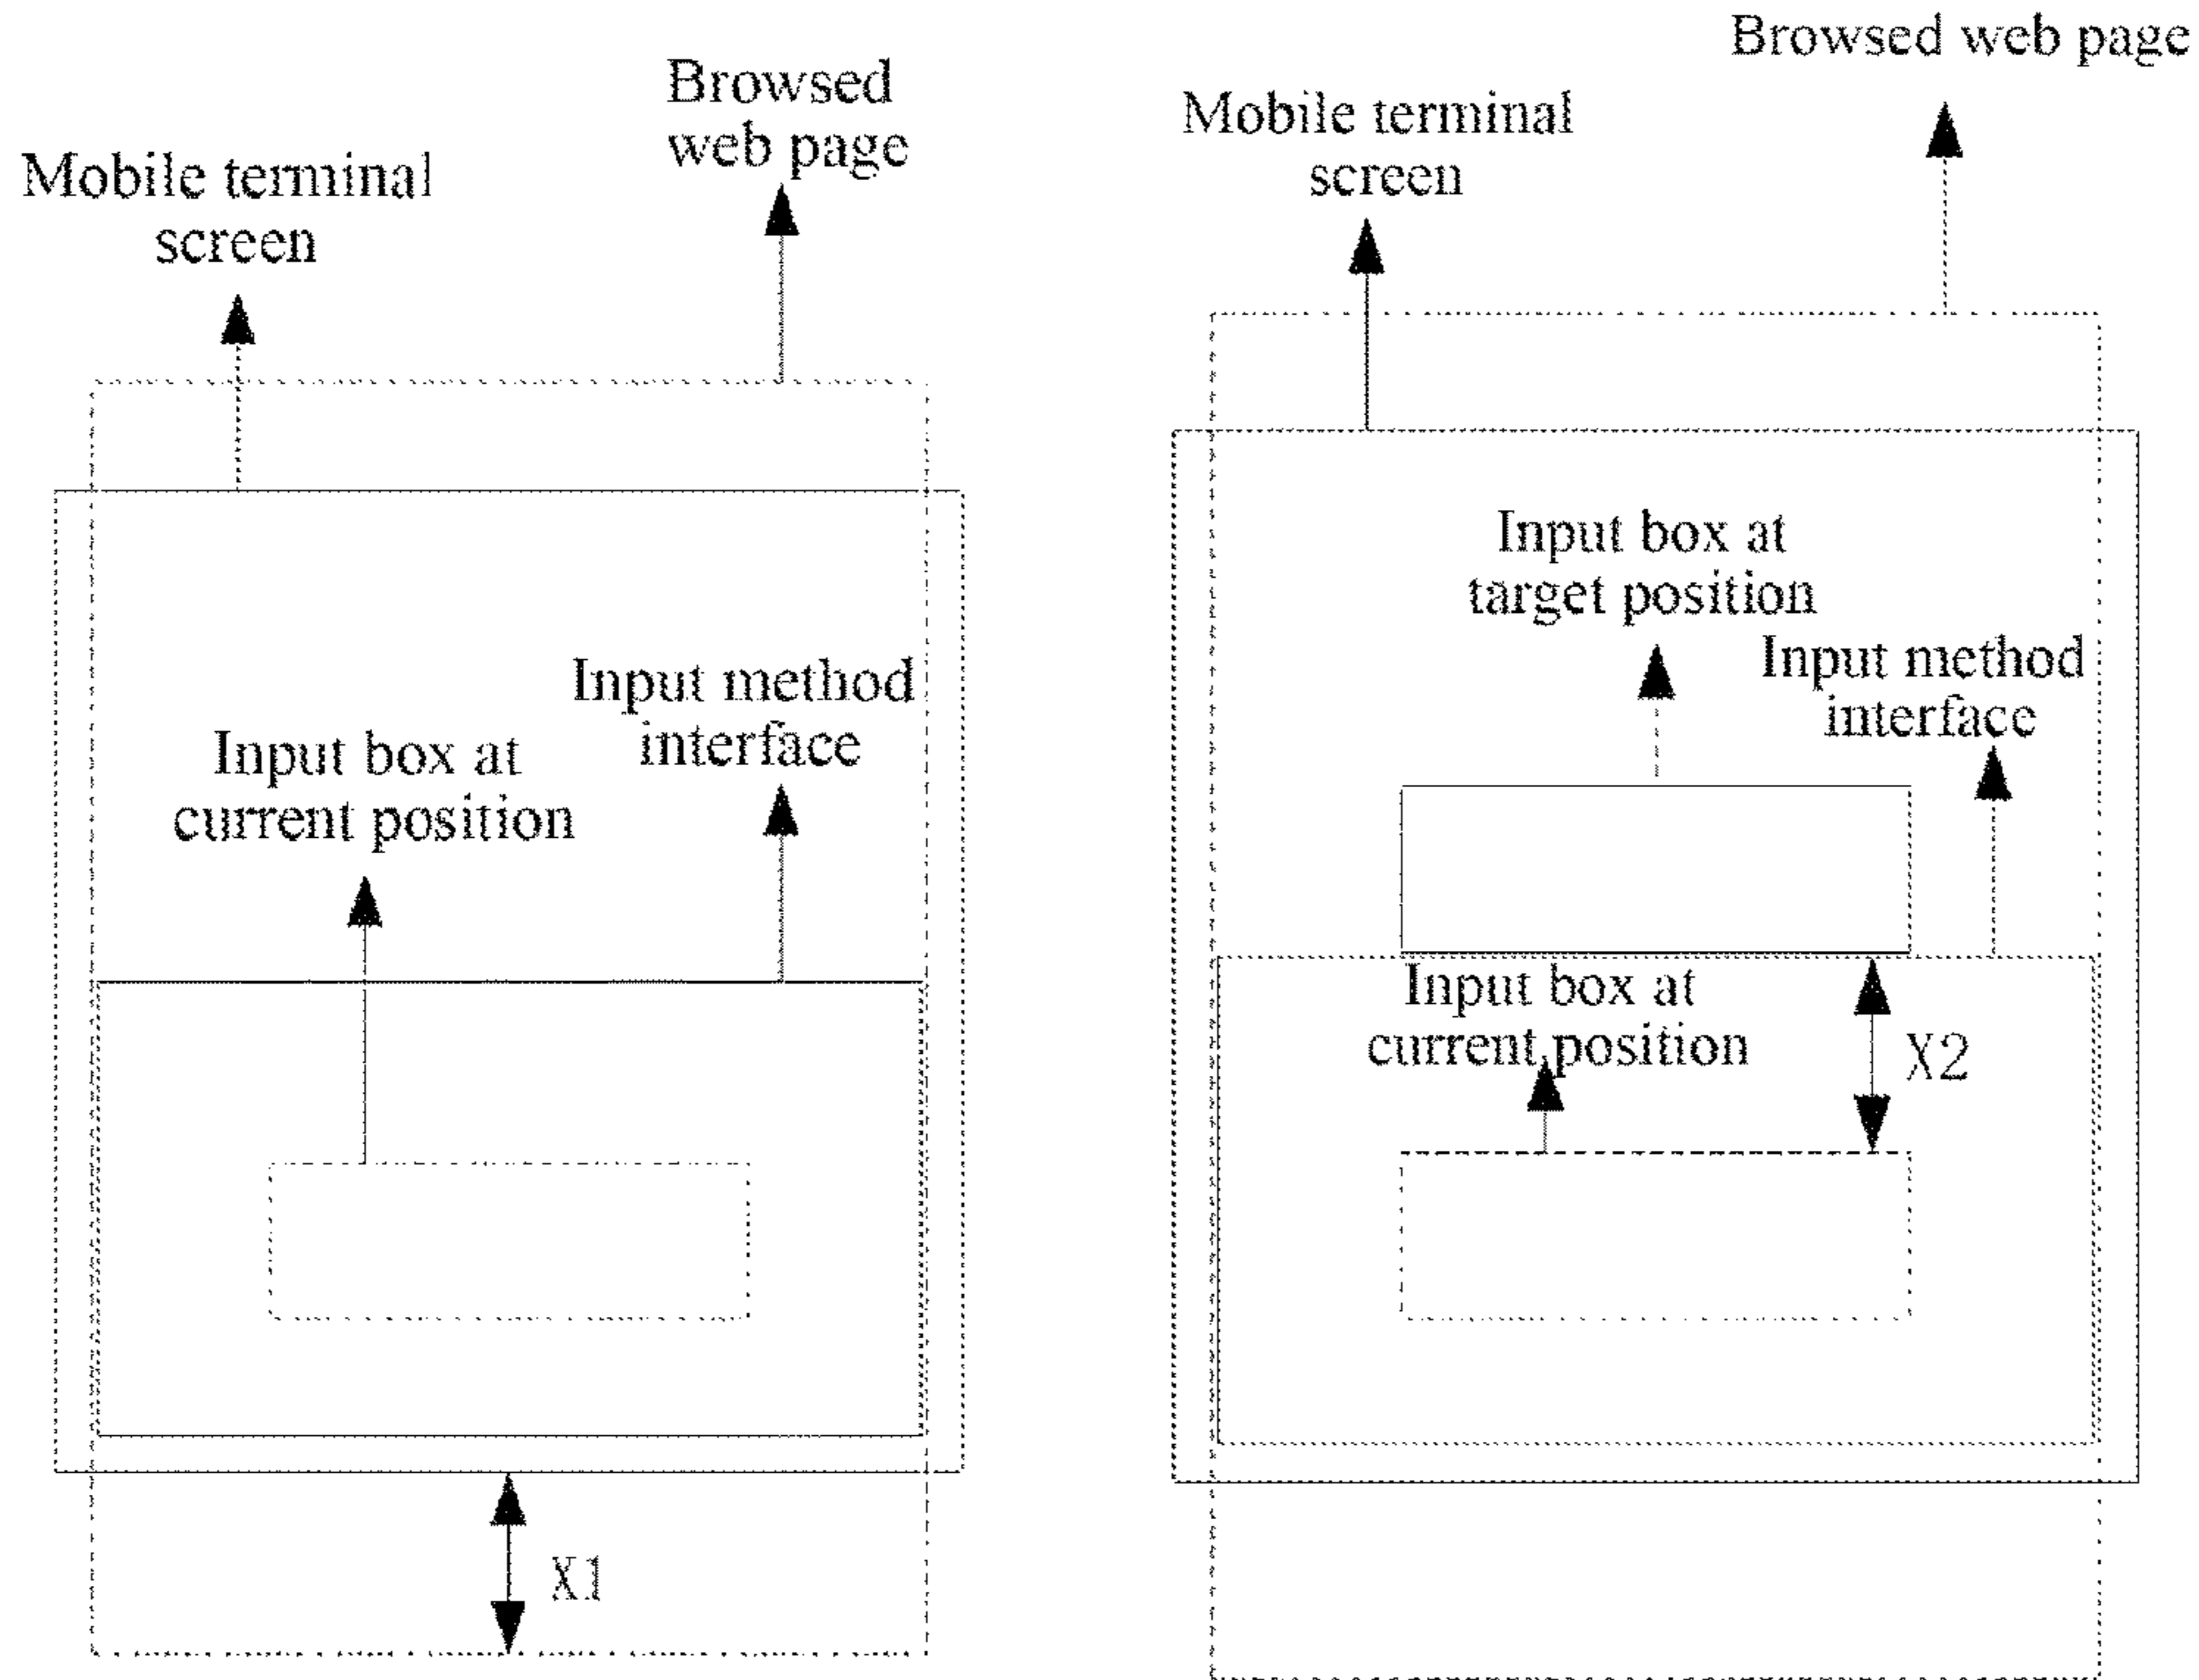 Browsed
web page
Mobile terminal
screen
Input method
interface
Input box at
current position
X1
Browsed web page
Mobile terminal
screen
Input box at
target position
Input method
interface
Input box at
current position
X2